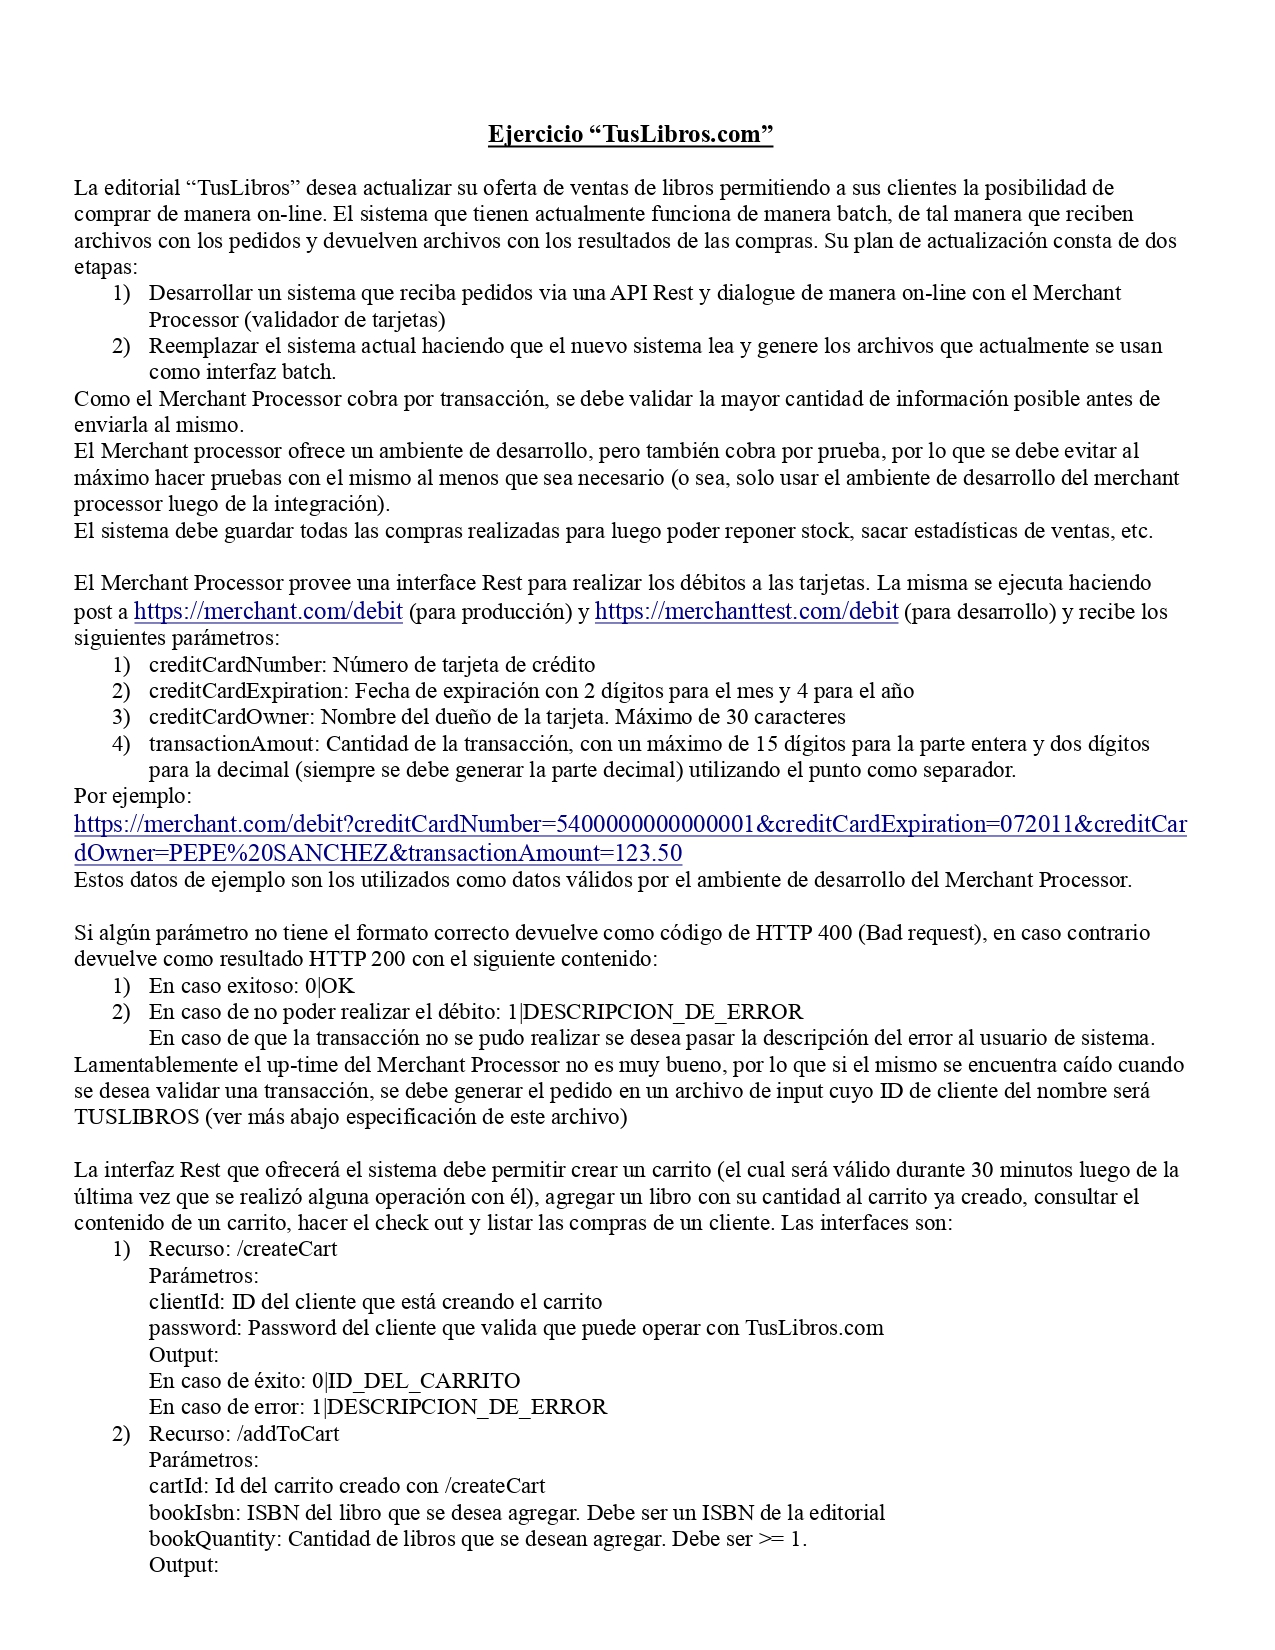 Ejercicio “TusLibros.com”
La editorial “TusLibros” desea actualizar su oferta de ventas de libros permitiendo a sus clientes la posibilidad de
comprar de manera on-line. El sistema que tienen actualmente funciona de manera batch, de tal manera que reciben
archivos con los pedidos y devuelven archivos con los resultados de las compras. Su plan de actualización consta de dos
etapas:
1) Desarrollar un sistema que reciba pedidos via una API Rest y dialogue de manera on-line con el Merchant
Processor (validador de tarjetas)
2) Reemplazar el sistema actual haciendo que el nuevo sistema lea y genere los archivos que actualmente se usan
como interfaz batch.
Como el Merchant Processor cobra por transacción, se debe validar la mayor cantidad de información posible antes de
enviarla al mismo.
El Merchant processor ofrece un ambiente de desarrollo, pero también cobra por prueba, por lo que se debe evitar al
máximo hacer pruebas con el mismo al menos que sea necesario (o sea, solo usar el ambiente de desarrollo del merchant
processor luego de la integración).
El sistema debe guardar todas las compras realizadas para luego poder reponer stock, sacar estadísticas de ventas, etc.
El Merchant Processor provee una interface Rest para realizar los débitos a las tarjetas. La misma se ejecuta haciendo
post a https://merchant.com/debit (para producción) y https://merchanttest.com/debit (para desarrollo) y recibe los
siguientes parámetros:
1) creditCardNumber: Número de tarjeta de crédito
2) creditCardExpiration: Fecha de expiración con 2 dígitos para el mes y 4 para el año
3) creditCardOwner: Nombre del dueño de la tarjeta. Máximo de 30 caracteres
4) transactionAmout: Cantidad de la transacción, con un máximo de 15 dígitos para la parte entera y dos dígitos
para la decimal (siempre se debe generar la parte decimal) utilizando el punto como separador.
Por ejemplo:
https://merchant.com/debit?creditCardNumber=5400000000000001&creditCardExpiration=072011&creditCar
dOwner=PEPE%20SANCHEZ&transactionAmount=123.50
Estos datos de ejemplo son los utilizados como datos válidos por el ambiente de desarrollo del Merchant Processor.
Si algún parámetro no tiene el formato correcto devuelve como código de HTTP 400 (Bad request), en caso contrario
devuelve como resultado HTTP 200 con el siguiente contenido:
1) En caso exitoso: 0|OK
2) En caso de no poder realizar el débito: 1|DESCRIPCION_DE_ERROR
En caso de que la transacción no se pudo realizar se desea pasar la descripción del error al usuario de sistema.
Lamentablemente el up-time del Merchant Processor no es muy bueno, por lo que si el mismo se encuentra caído cuando
se desea validar una transacción, se debe generar el pedido en un archivo de input cuyo ID de cliente del nombre será
TUSLIBROS (ver más abajo especificación de este archivo)
La interfaz Rest que ofrecerá el sistema debe permitir crear un carrito (el cual será válido durante 30 minutos luego de la
última vez que se realizó alguna operación con él), agregar un libro con su cantidad al carrito ya creado, consultar el
contenido de un carrito, hacer el check out y listar las compras de un cliente. Las interfaces son:
1) Recurso: /createCart
Parámetros:
clientId: ID del cliente que está creando el carrito
password: Password del cliente que valida que puede operar con TusLibros.com
Output:
En caso de éxito: 0|ID_DEL_CARRITO
En caso de error: 1|DESCRIPCION_DE_ERROR
2) Recurso: /addToCart
Parámetros:
cartId: Id del carrito creado con /createCart
bookIsbn: ISBN del libro que se desea agregar. Debe ser un ISBN de la editorial
bookQuantity: Cantidad de libros que se desean agregar. Debe ser >= 1.
Output: